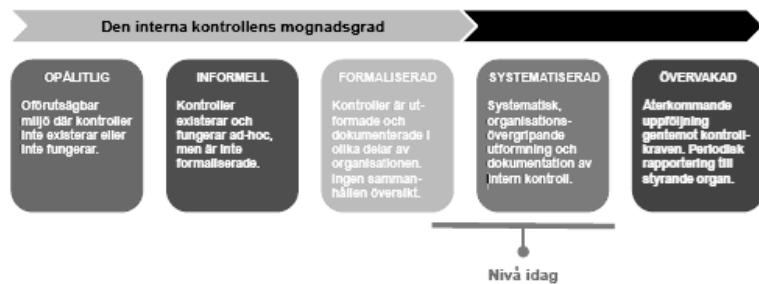 Den interna kontrollens mognadsgrad
OPÅLITLIG
Oförutsägbar
miljö där kontroller
inte existerar eller
inte fungerar.
INFORMELL
Kontroller
existerar och
fungerar ad-hoc,
men är inte
formaliserade.
FORMALISERAD
Kontroller är ut-
formade och
dokumenterade i
olika delar av
organisationen.
Ingen samman-
hållen översikt.
SYSTEMATISERAD
Systematisk,
organisations-
övergripande
utformning och
dokumentation av
intern kontroll.
ÖVERVAKAD
Återkommande
uppföljning
gentemot kontroll-
kraven. Periodisk
rapportering till
styrande organ.
Nivå idag